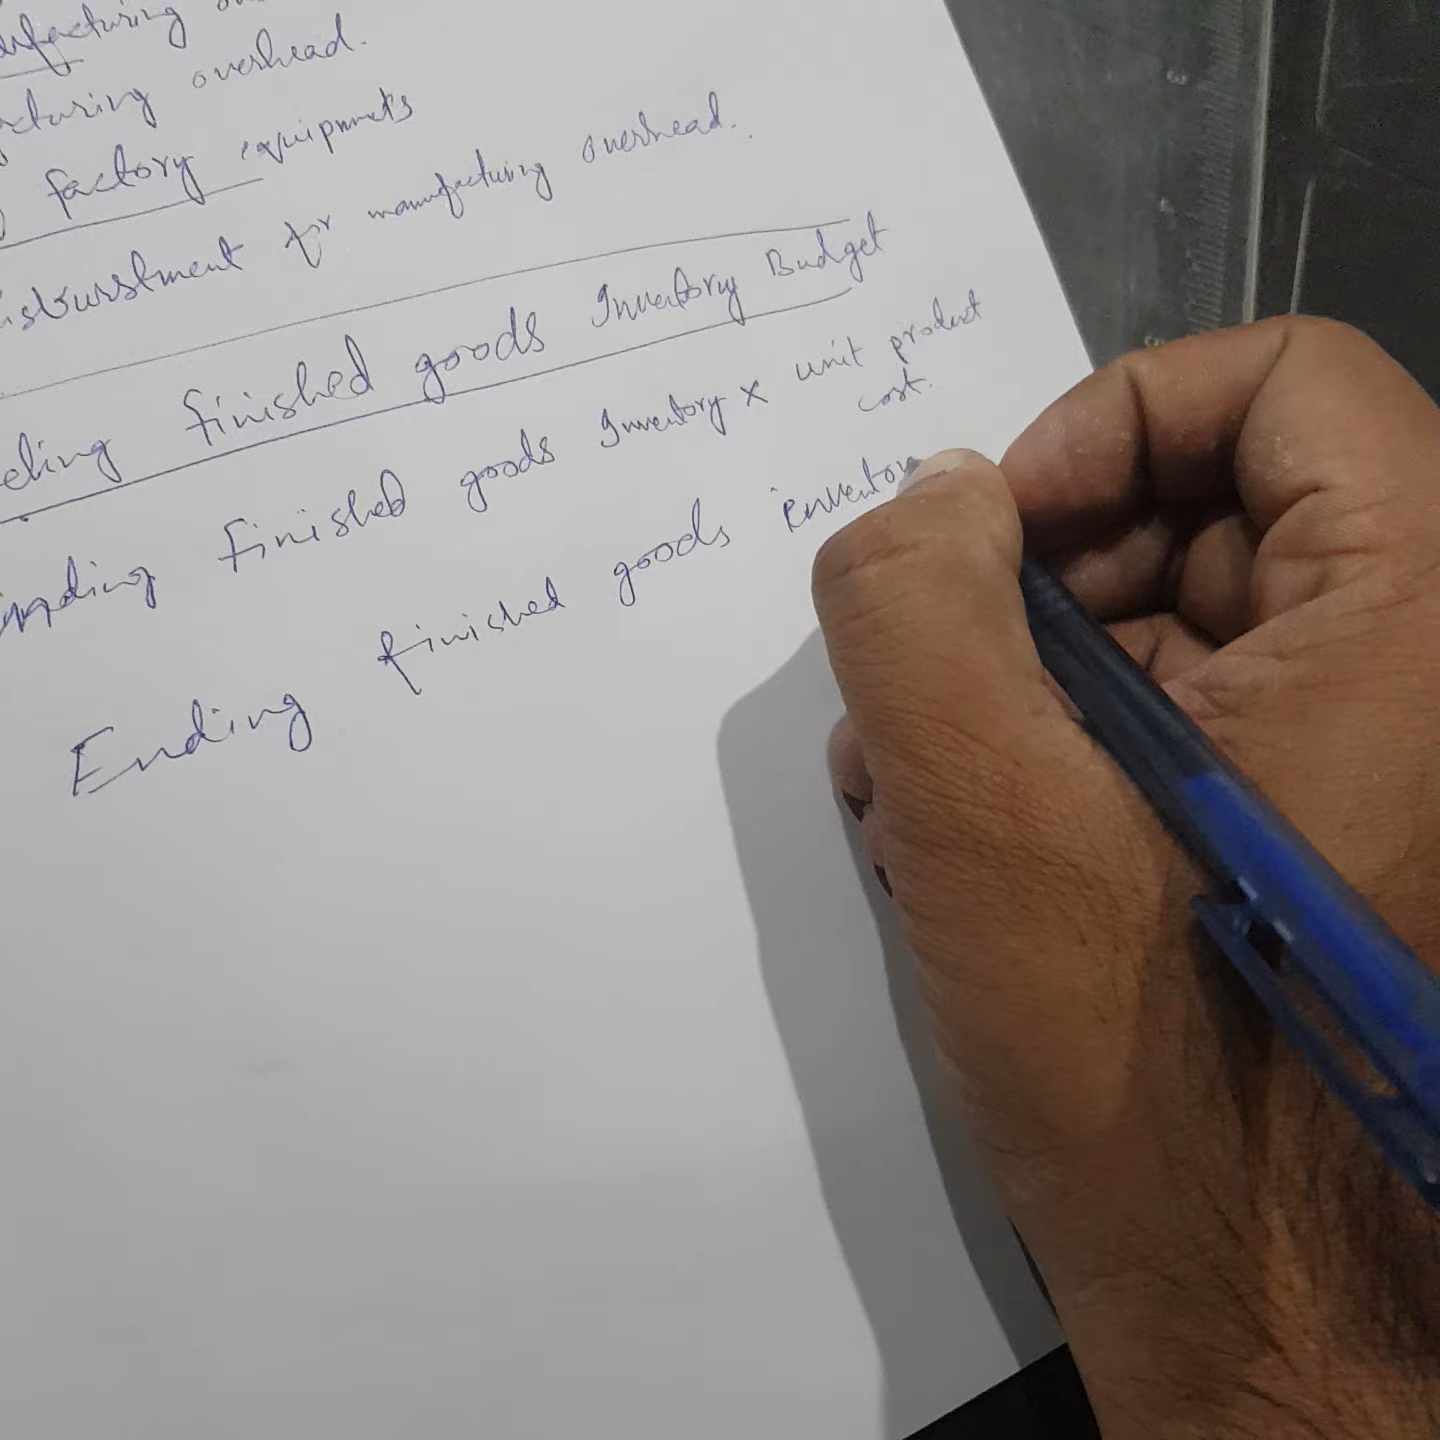 overhead.
factory equipments
for manufacturing overhead.
finished goods Inventory Budget
finished goods Inventory x unit product
cost.
Ending finished goods inventor